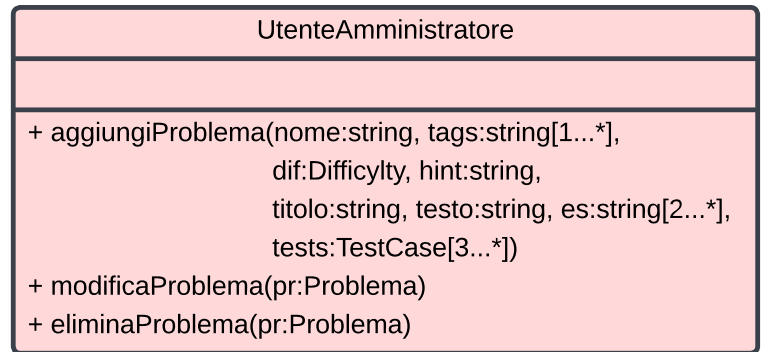 UtenteAmministratore
+ aggiungiProblema(nome:string, tags:string[1...*],
dif:Difficylty, hint:string,
titolo:string, testo:string, es:string[2...*],
tests:TestCase[3...*])
+ modificaProblema(pr:Problema)
+ eliminaProblema(pr:Problema)